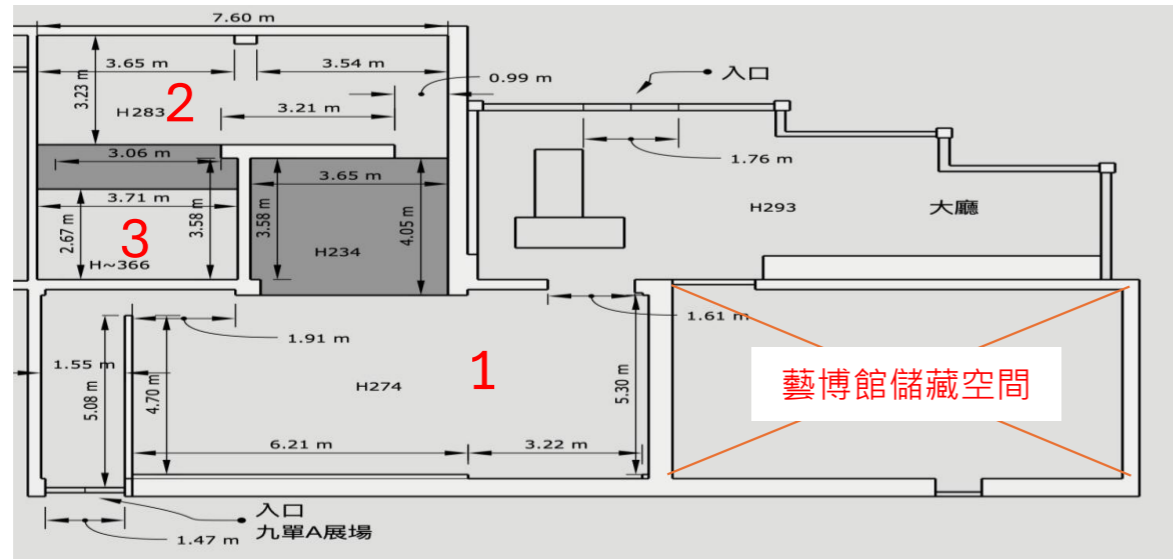 7.60 m
3.65 m
3.54 m
0.99 m
入口
3.23 m
H283
2
3.21 m
1.76 m
3.06 m
3.65 m
3.71 m
H293
大廳
2.67 m
3
3.58 m
3.58 m
H234
4.05 m
H~366
1.61 m
1.91 m
1.55 m
5.08 m
4.70 m
H274
1
5.30 m
藝博館儲藏空間
6.21 m
3.22 m
入口
九單A展場
1.47 m